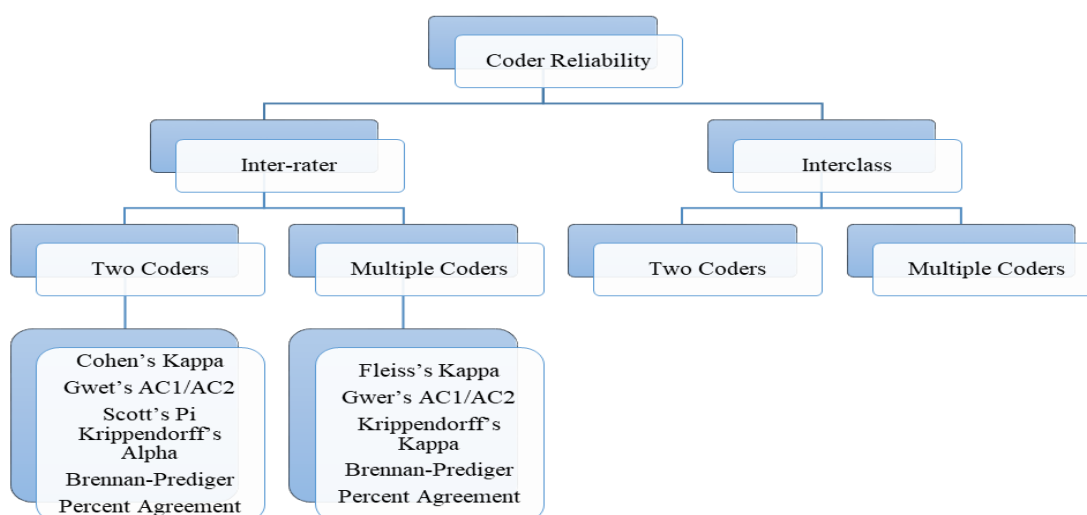 Coder Reliability
Inter-rater
Interclass
Two Coders
Multiple Coders
Two Coders
Multiple Coders
Cohen’s Kappa
Gwet’s AC1/AC2
Scott’s Pi
Krippendorff’s
Alpha
Brennan-Prediger
Percent Agreement
Fleiss’s Kappa
Gwer’s AC1/AC2
Krippendorff’s
Kappa
Brennan-Prediger
Percent Agreement